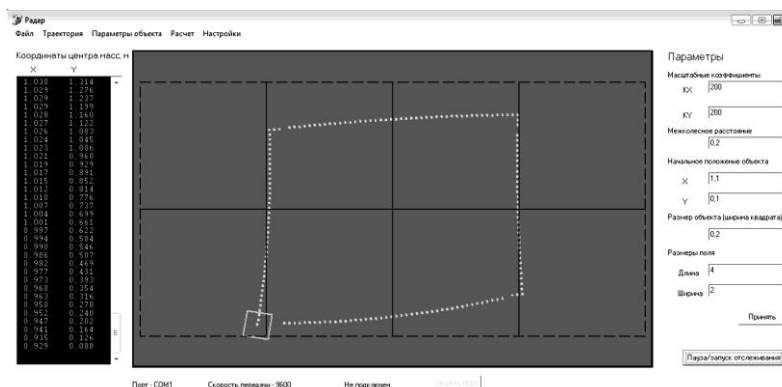 Радар
Файл Траектория Параметры объекта Расчет Настройки
Координаты центра масс, м
X Y
1.030 1.314
1.029 1.276
1.029 1.237
1.029 1.199
1.028 1.160
1.027 1.122
1.026 1.083
1.024 1.045
1.023 1.006
1.021 0.968
1.019 0.929
1.017 0.891
1.015 0.852
1.012 0.814
1.010 0.776
1.007 0.737
1.004 0.699
1.001 0.661
0.997 0.622
0.994 0.584
0.990 0.546
0.986 0.507
0.982 0.469
0.977 0.431
0.973 0.393
0.968 0.354
0.963 0.316
0.958 0.278
0.952 0.240
0.947 0.202
0.941 0.164
0.935 0.126
0.929 0.088
Параметры
Масштабные коэффициенты
KX 200
KY 200
Межколесное расстояние
0,2
Начальное положение объекта
X 1,1
Y 0,1
Размер объекта (ширина квадрата)
0,2
Размеры поля
Длина 4
Ширина 2
Принять
Пауза/запуск отслеживания
Порт - COM1 Скорость передачи - 9600 Не подключен Закрыть порт